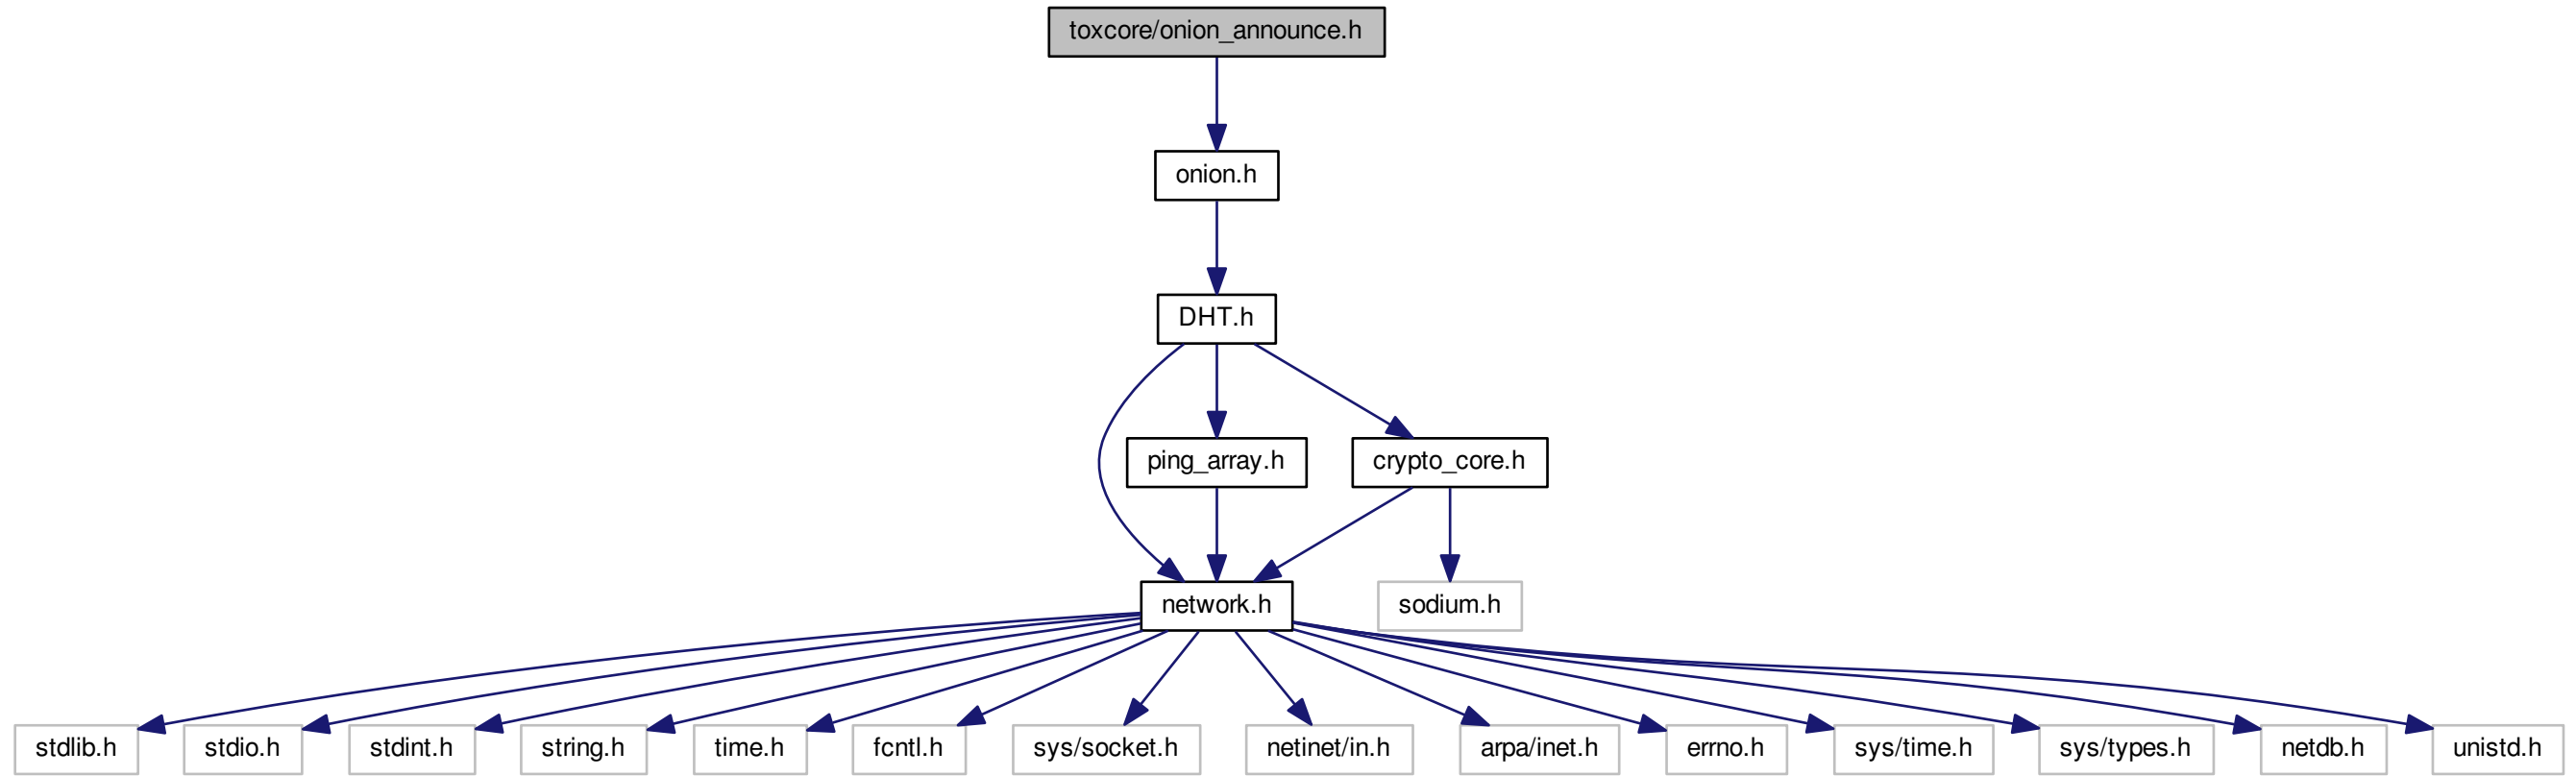 toxcore/onion_announce.h
onion.h
DHT.h
ping_array.h
crypto_core.h
network.h
sodium.h
stdlib.h
stdio.h
stdint.h
string.h
time.h
fcntl.h
sys/socket.h
netinet/in.h
arpa/inet.h
errno.h
sys/time.h
sys/types.h
netdb.h
unistd.h